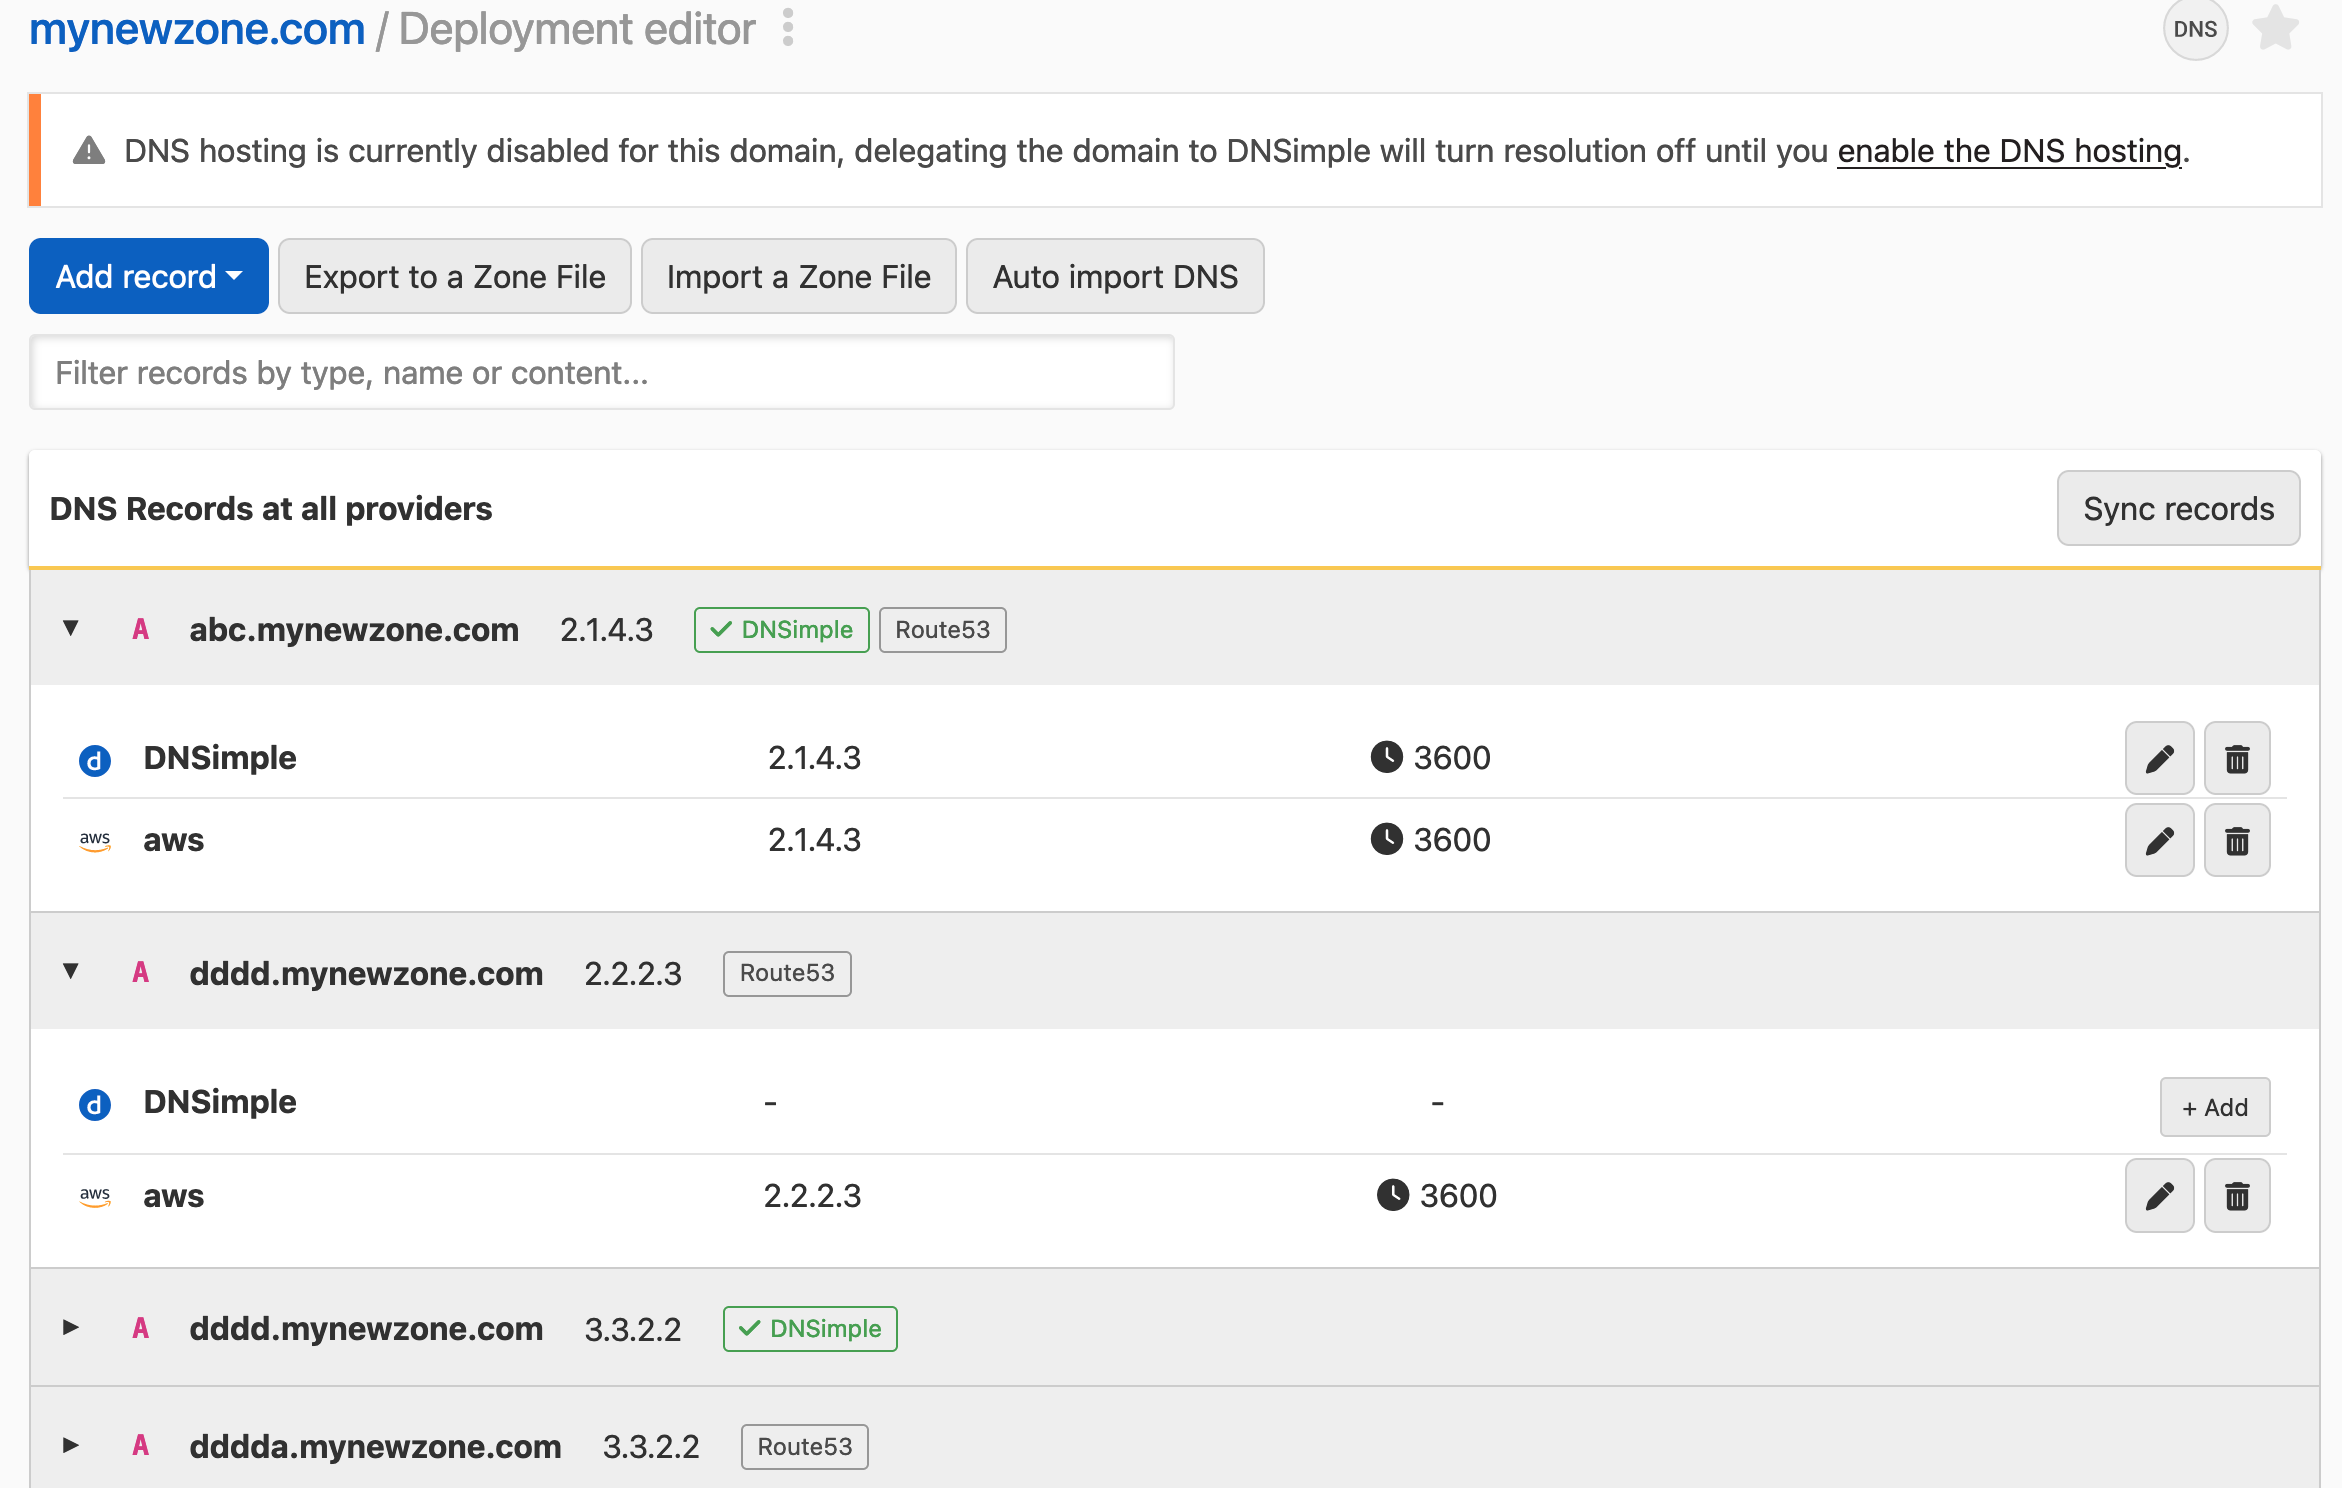 mynewzone.com / Deployment editor
DNS
DNS hosting is currently disabled for this domain, delegating the domain to DNSimple will turn resolution off until you enable the DNS hosting.
Add record
Export to a Zone File
Import a Zone File
Auto import DNS
Filter records by type, name or content...
DNS Records at all providers
Sync records
A abc.mynewzone.com 2.1.4.3 DNSimple Route53
d DNSimple 2.1.4.3 3600
aws aws 2.1.4.3 3600
A dddd.mynewzone.com 2.2.2.3 Route53
d DNSimple - - + Add
aws aws 2.2.2.3 3600
A dddd.mynewzone.com 3.3.2.2 DNSimple
A dddda.mynewzone.com 3.3.2.2 Route53